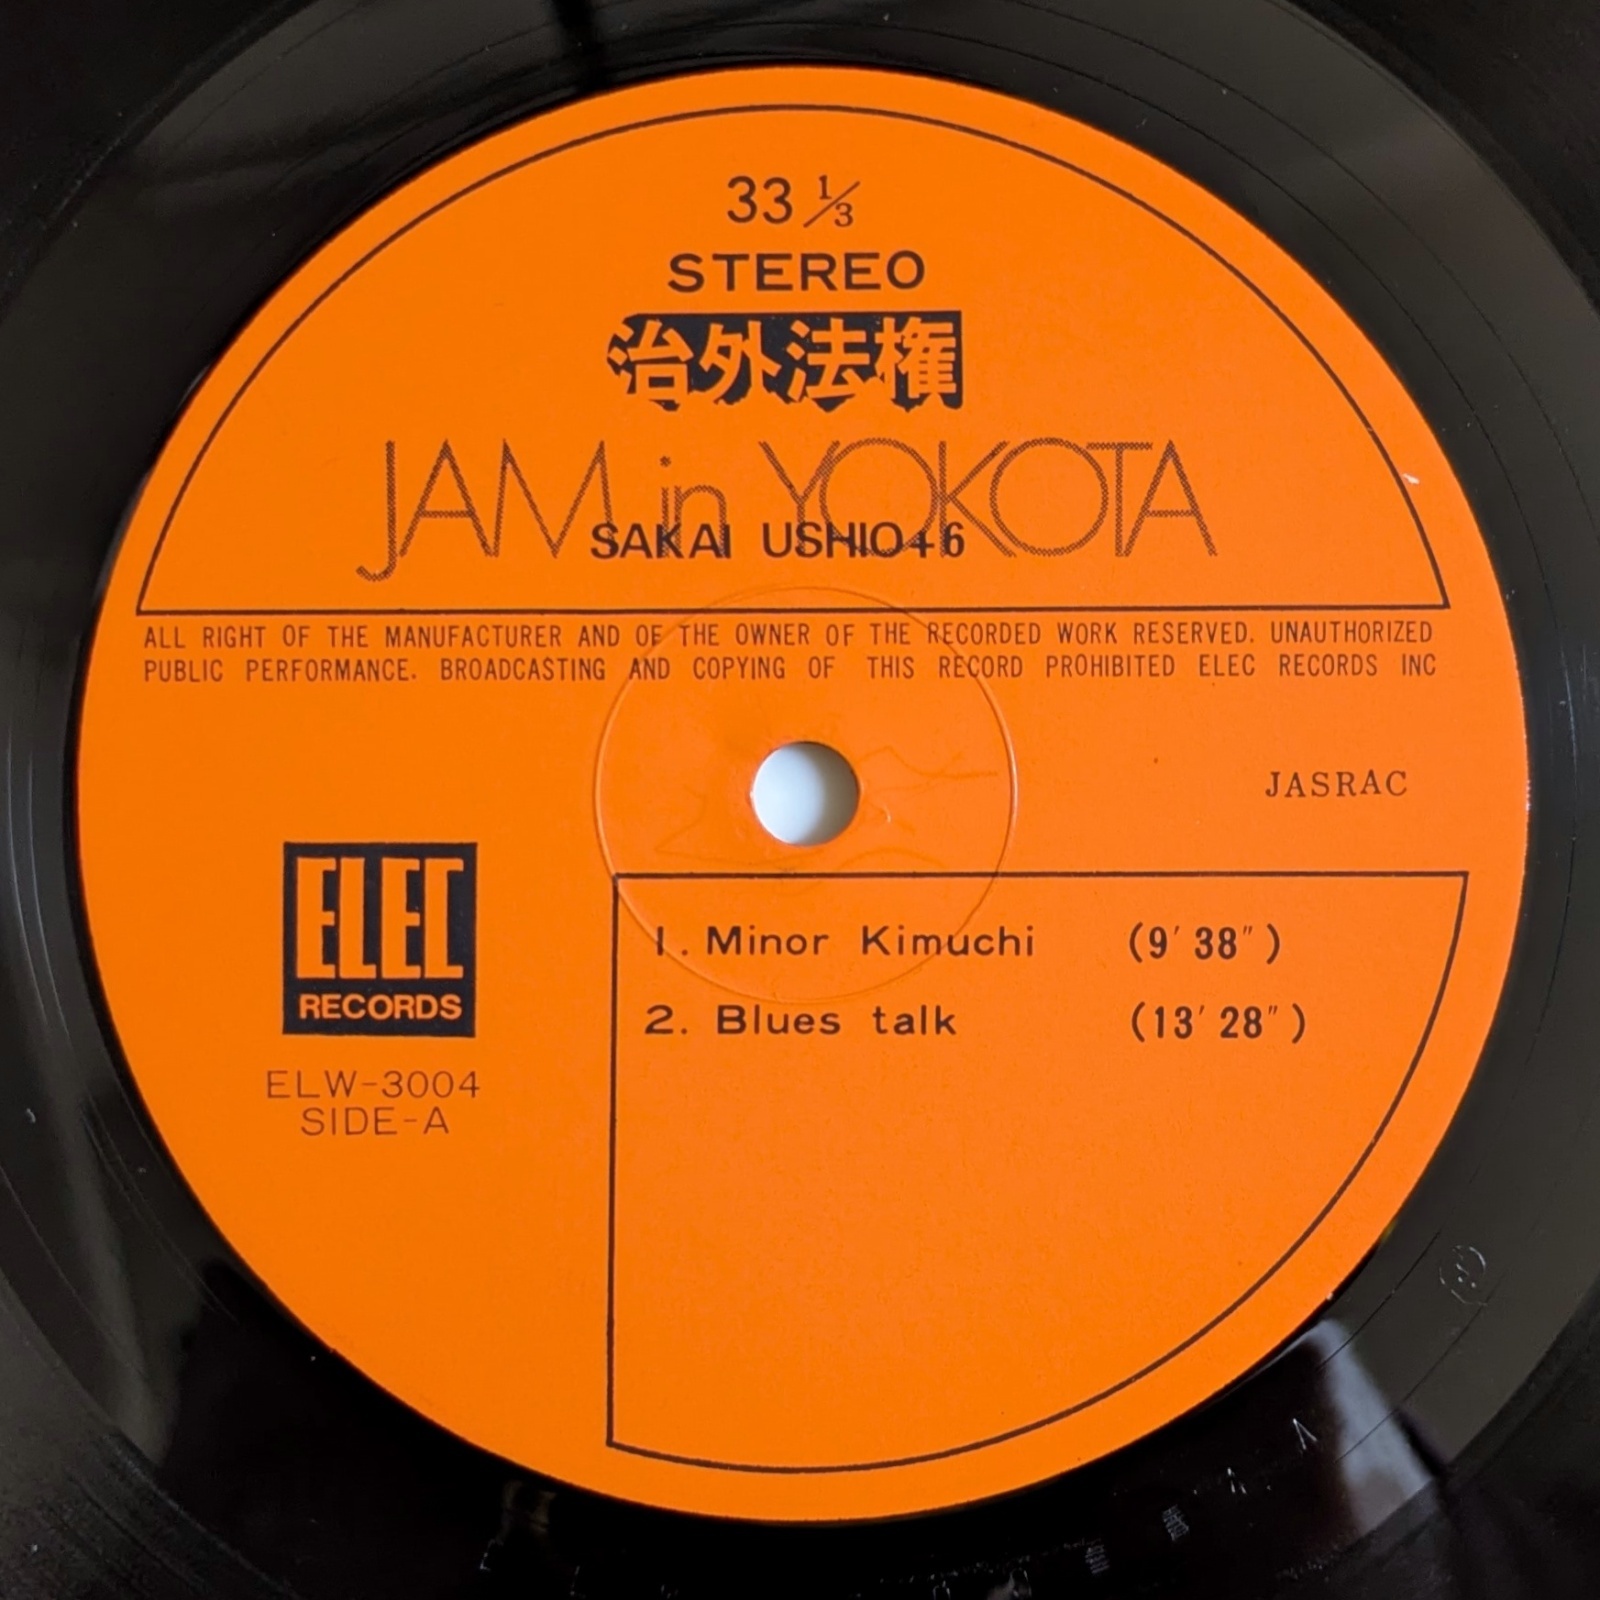 33 1/3
STEREO
治外法権
JAM in YOKOTA
SAKAI USHIO+6
ALL RIGHT OF THE MANUFACTURER AND OF THE OWNER OF THE RECORDED WORK RESERVED. UNAUTHORIZED
PUBLIC PERFORMANCE. BROADCASTING AND COPYING OF THIS RECORD PROHIBITED ELEC RECORDS INC
JASRAC
ELEC
RECORDS
ELW-3004
SIDE-A
1. Minor Kimuchi (9′38″)
2. Blues talk (13′28″)